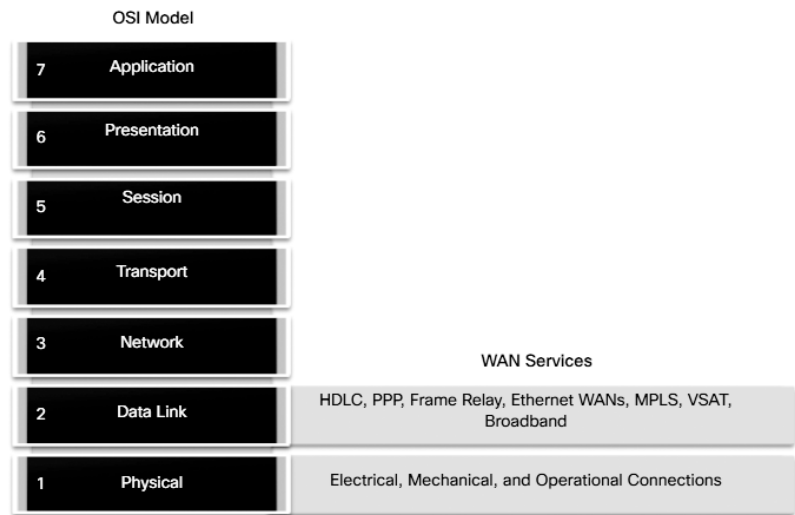 OSI Model
7 Application
6 Presentation
5 Session
4 Transport
3 Network
WAN Services
2 Data Link
HDLC, PPP, Frame Relay, Ethernet WANs, MPLS, VSAT,
Broadband
1 Physical
Electrical, Mechanical, and Operational Connections